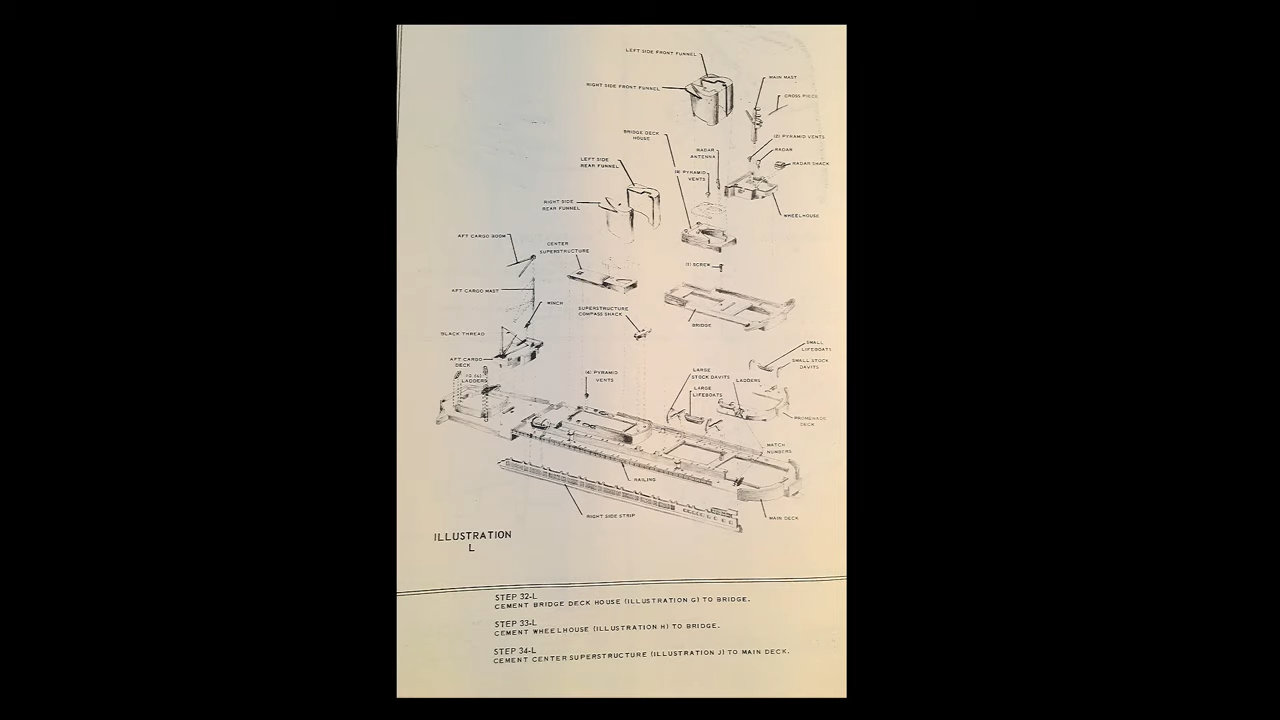 LEFT SIDE FRONT FUNNEL
MAIN MAST
RIGHT SIDE FRONT FUNNEL
CROSS PIECE
BRIDGE DECK
HOUSE
(2) PYRAMID VENTS
RADAR
ANTENNA
RADAR
LEFT SIDE
REAR FUNNEL
RADAR SHACK
PYRAMID
VENTS
RIGHT SIDE
REAR FUNNEL
WHEELHOUSE
AFT CARGO BOOM
CENTER
SUPERSTRUCTURE
(1) SCREW
AFT CARGO MAST
WINCH
SUPERSTRUCTURE
COMPASS SHACK
BRIDGE
BLACK THREAD
SMALL
LIFEBOATS
AFT CARGO
DECK
SMALL STOCK
DAVITS
LADDERS
(4) PYRAMID
VENTS
LARGE
STOCK DAVITS
LADDERS
LARGE
LIFEBOATS
PROMENADE
DECK
HATCH
NUMBERS
RAILING
RIGHT SIDE STRIP
MAIN DECK
ILLUSTRATION
L
STEP 32-L
CEMENT BRIDGE DECK HOUSE (ILLUSTRATION G) TO BRIDGE.
STEP 33-L
CEMENT WHEELHOUSE (ILLUSTRATION H) TO BRIDGE.
STEP 34-L
CEMENT CENTER SUPERSTRUCTURE (ILLUSTRATION J) TO MAIN DECK.